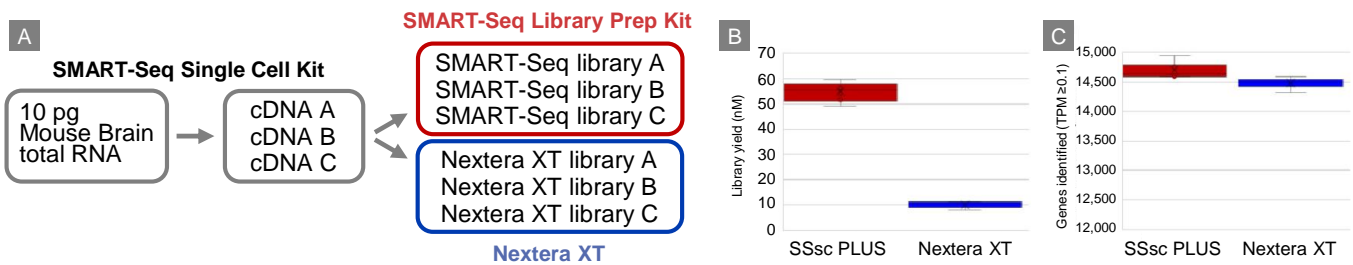 A
SMART-Seq Single Cell Kit
10 pg
Mouse Brain
total RNA
cDNA A
cDNA B
cDNA C
SMART-Seq Library Prep Kit
SMART-Seq library A
SMART-Seq library B
SMART-Seq library C
Nextera XT library A
Nextera XT library B
Nextera XT library C
Nextera XT
B
Library yield (nM)
70
60
50
40
30
20
10
0
SSsc PLUS Nextera XT
C
Genes identified (TPM ≥0.1)
15,000
14,500
14,000
13,500
13,000
12,500
12,000
SSsc PLUS Nextera XT